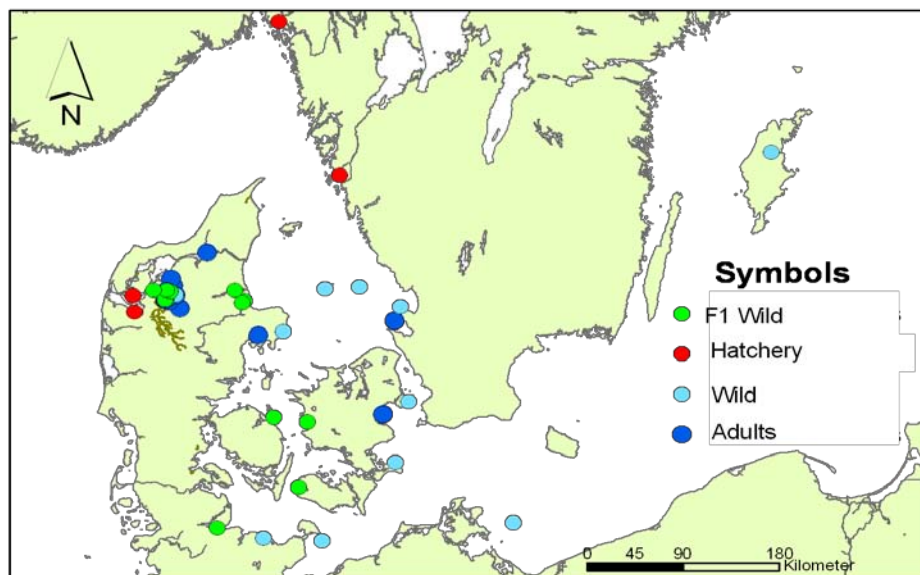 N
Symbols
F1 Wild
Hatchery
Wild
Adults
0 45 90 180
Kilometer